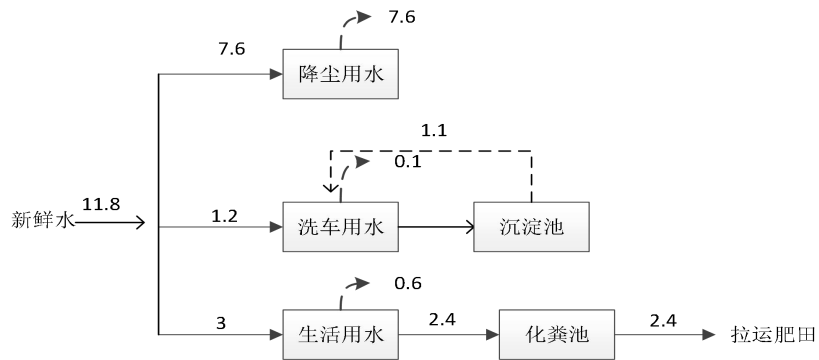 7.6
7.6
降尘用水
1.1
0.1
新鲜水
11.8
1.2
洗车用水
沉淀池
0.6
3
生活用水
2.4
化粪池
2.4
拉运肥田